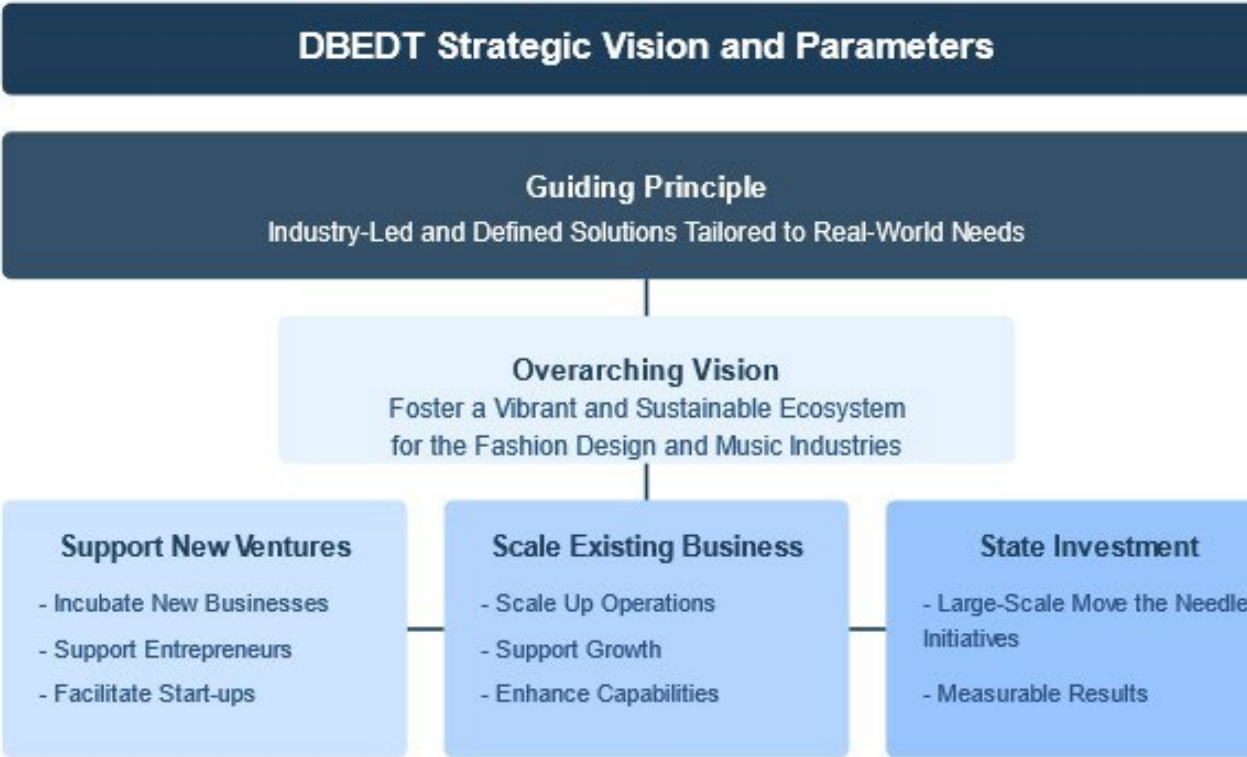 DBEDT Strategic Vision and Parameters
Guiding Principle
Industry-Led and Defined Solutions Tailored to Real-World Needs
Overarching Vision
Foster a Vibrant and Sustainable Ecosystem
for the Fashion Design and Music Industries
Support New Ventures
- Incubate New Businesses
- Support Entrepreneurs
- Facilitate Start-ups
Scale Existing Business
- Scale Up Operations
- Support Growth
- Enhance Capabilities
State Investment
- Large-Scale Move the Needle
Initiatives
- Measurable Results